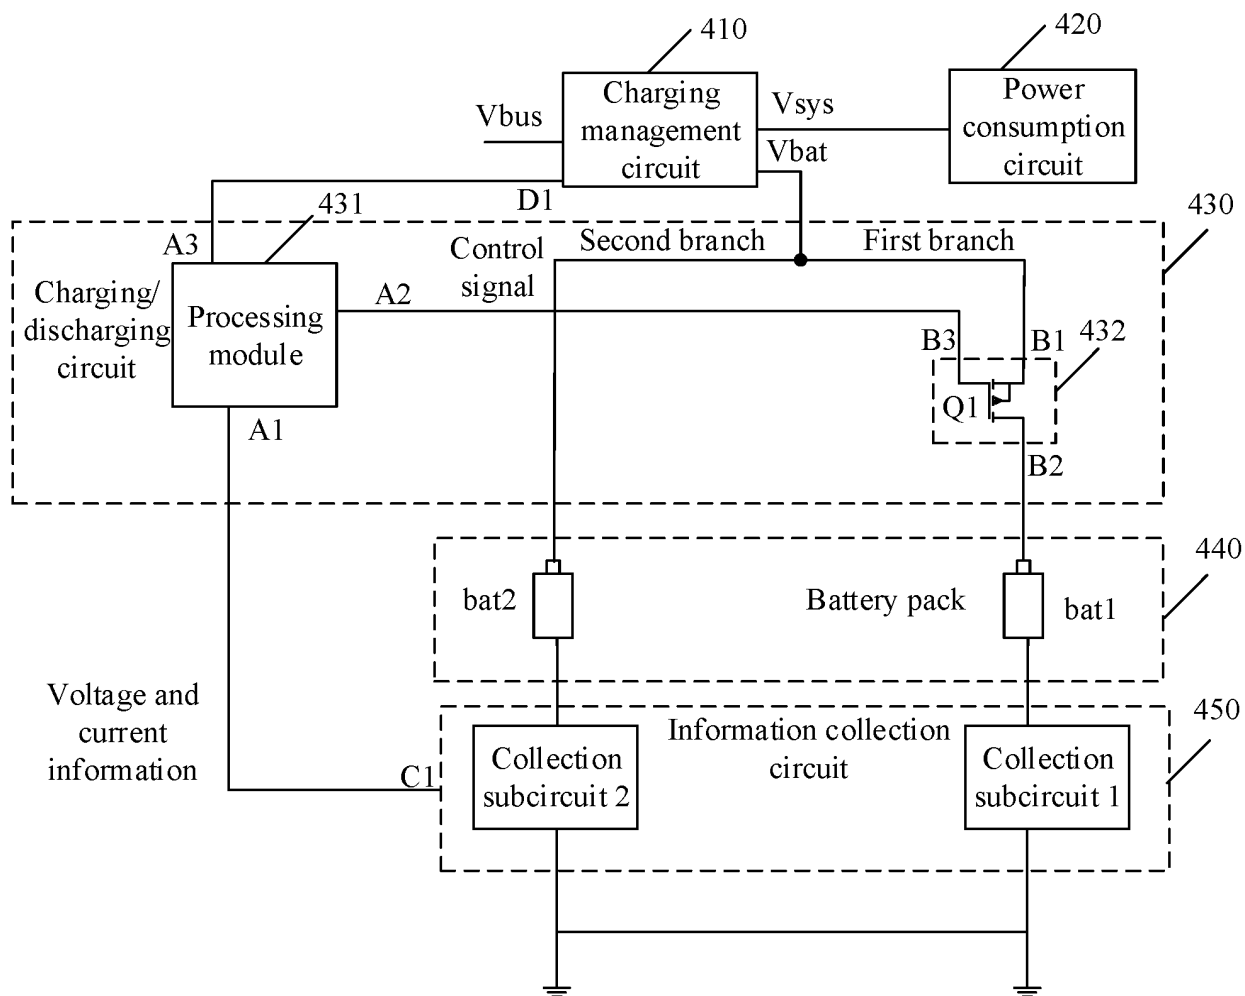 410
420
Charging
management
circuit
Vbus
Vsys
Vbat
Power
consumption
circuit
D1
431
430
A3
Control
signal
Second branch
First branch
Charging/
discharging
circuit
Processing
module
A2
B3
B1
432
Q1
A1
B2
440
bat2
Battery pack
bat1
Voltage and
current
information
450
Information collection
circuit
C1
Collection
subcircuit 2
Collection
subcircuit 1